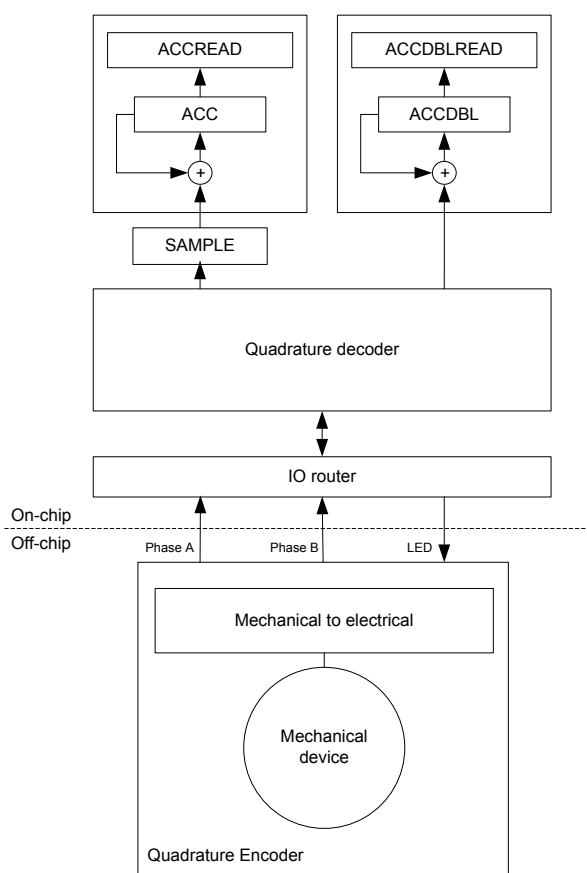 ACCREAD
ACCDBLREAD
ACC
ACCDBL
+
+
SAMPLE
Quadrature decoder
IO router
On-chip
Off-chip
Phase A
Phase B
LED
Mechanical to electrical
Mechanical
device
Quadrature Encoder